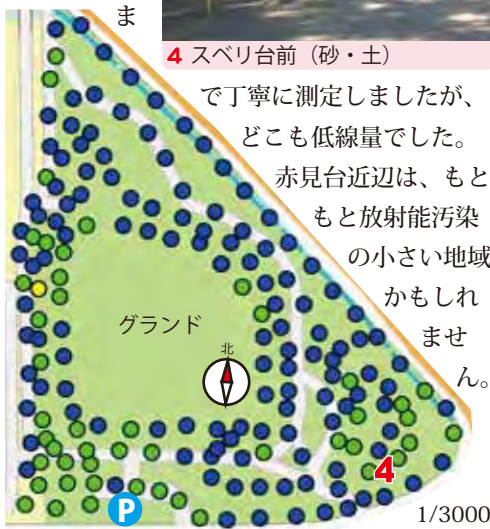 ま
4 スベリ台前（砂・土）
で丁寧に測定しましたが、
どこも低線量でした。
赤見台近辺は、もと
もと放射能汚染
の小さい地域
かもしれ
ませ
ん。
グランド
北
4
P
1/3000